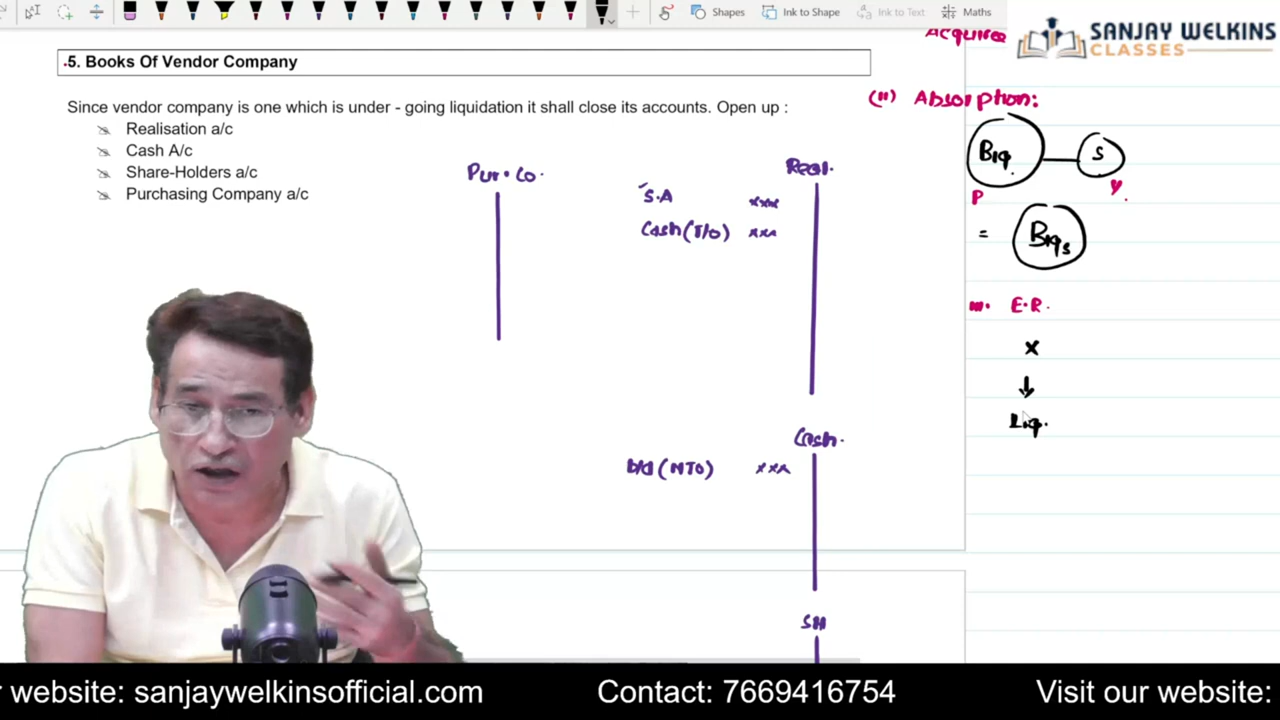 Shapes
Ink to Shape
Ink to Text
Maths
SANJAY WELKINS
CLASSES
Acquires
.5. Books Of Vendor Company
Since vendor company is one which is under - going liquidation it shall close its accounts. Open up :
Realisation a/c
Cash A/c
Share-Holders a/c
Purchasing Company a/c
Pur. Co.
Real.
S.A xxx
Cash (T/O) xxx
Cash.
b/d (NTO) xxx
SH
(II) Absorption:
Big. S
P V.
= Big s
m. E.R.
x
↓
Liq.
r website: sanjaywelkinsofficial.com Contact: 7669416754 Visit our website: